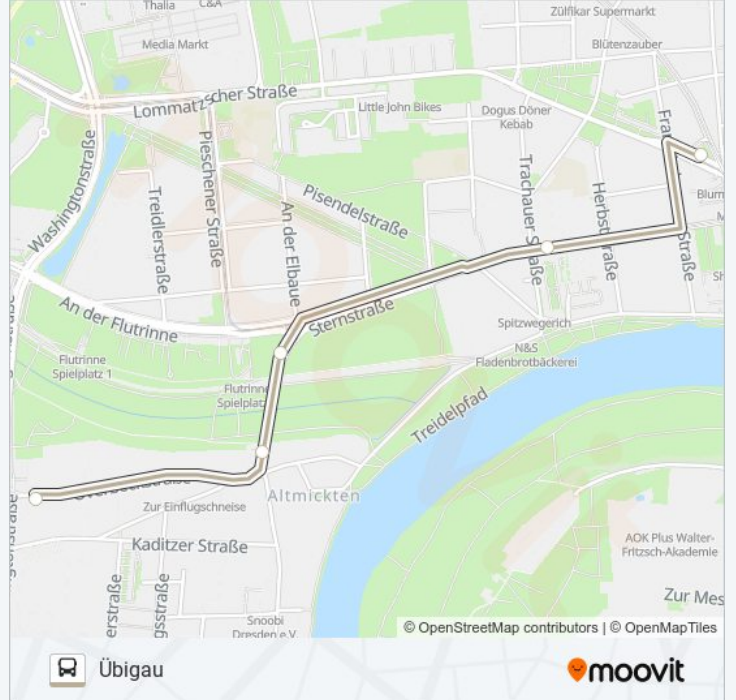 Thalia
C&A
Zülfikar Supermarkt
Media Markt
Blütenzauber
Lommatzscher Straße
Little John Bikes
Dogus Döner
Kebab
Washingtonstraße
Pieschener Straße
Treidlerstraße
An der Elbaue
Pisendelstraße
Trachauer Straße
Herbststraße
Straße
Blum
An der Flutrinne
Sternstraße
Spitzwegerich
N&S
Fladenbrotbäckerei
Flutrinne
Spielplatz 1
Flutrinne
Spielplatz
Treidelpfad
Altmickten
Zur Einflugschneise
Kaditzer Straße
AOK Plus Walter-
Fritzsch-Akademie
Zur Mes
erstraße
gsstraße
Snoobi
Dresden e.V.
© OpenStreetMap contributors | © OpenMapTiles
Übigau
moovit